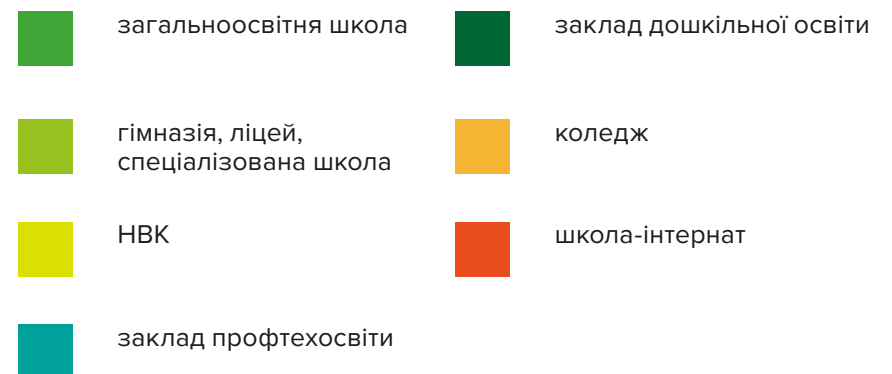 загальноосвітня школа
заклад дошкільної освіти
гімназія, ліцей,
спеціалізована школа
коледж
НВК
школа-інтернат
заклад профтехосвіти